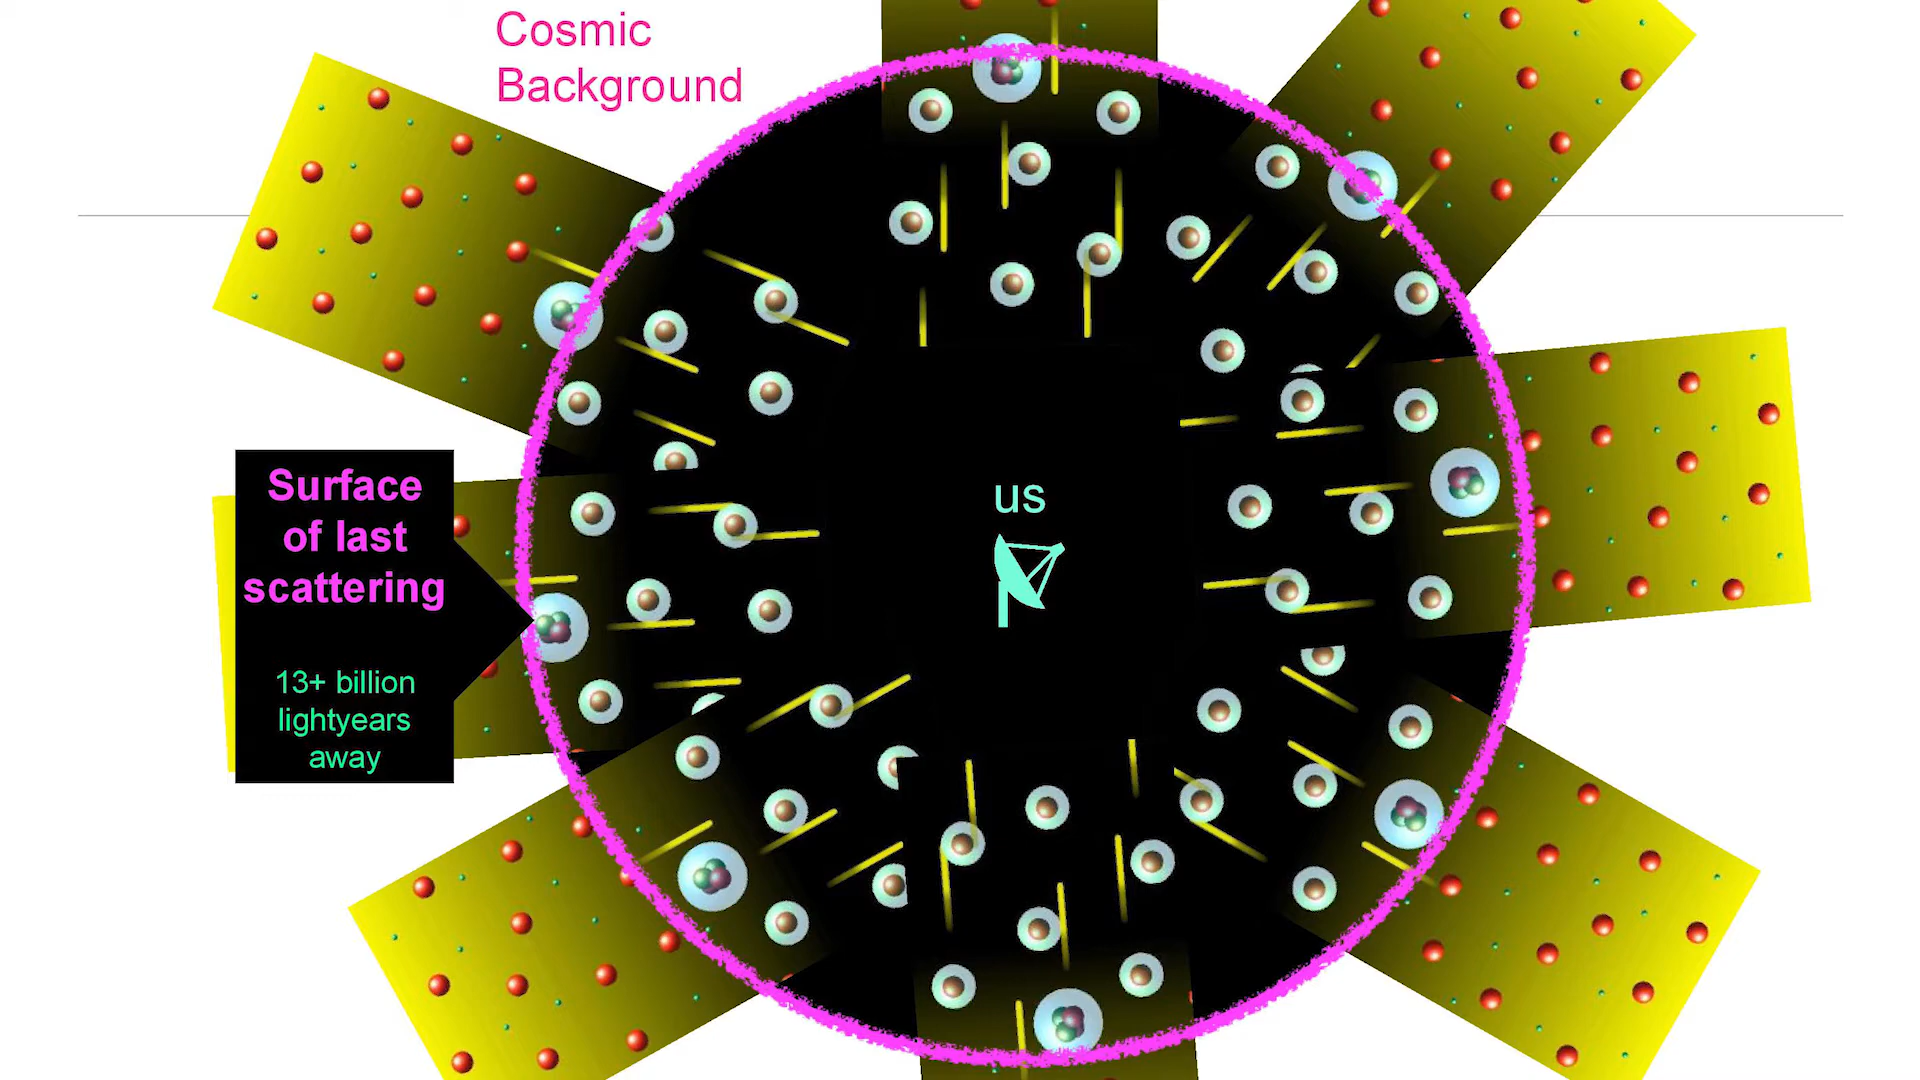 Cosmic
Background
us
Surface
of last
scattering
13+ billion
lightyears
away